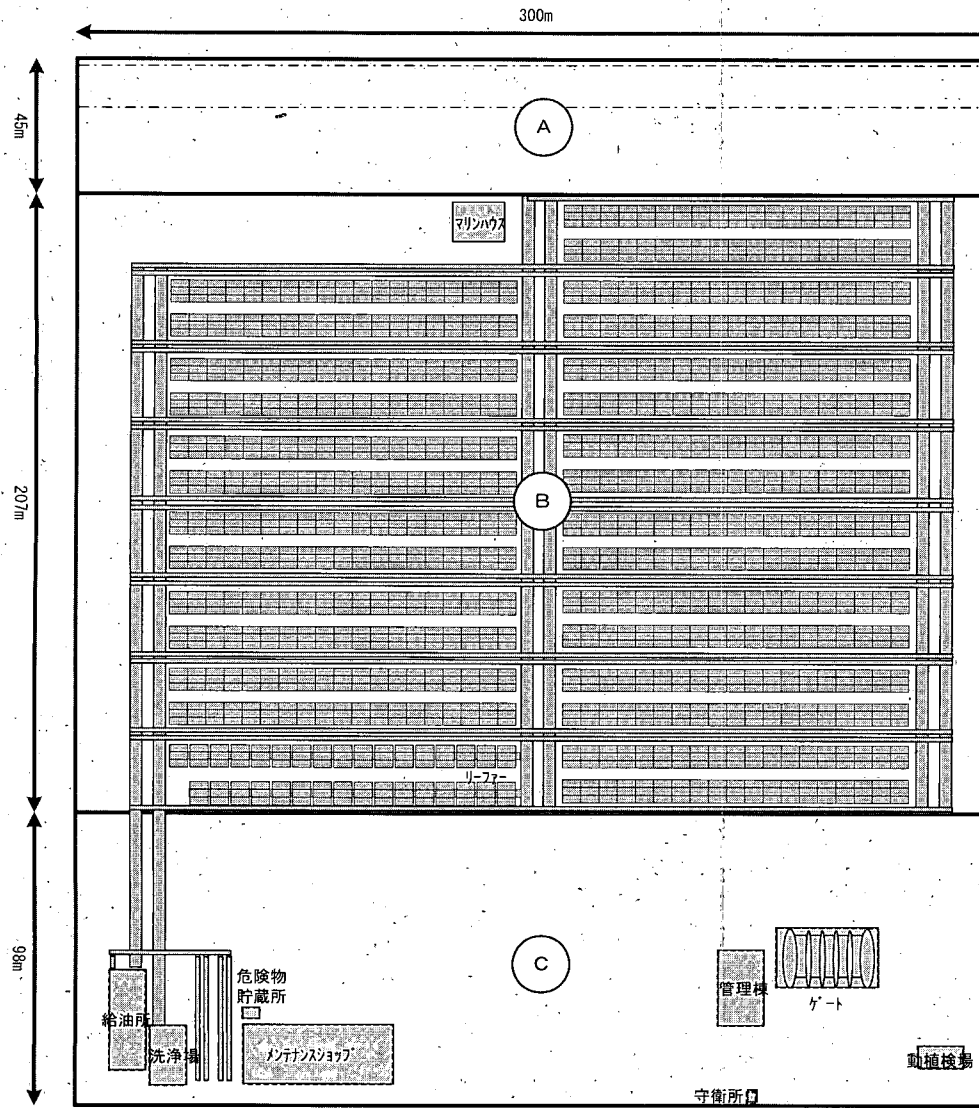 300m
45m
A
マリンハウス
207m
B
リーファー
98m
C
危険物
貯蔵所
管理棟
ゲート
給油所
洗浄場
メンテナンスショップ
動植検場
守衛所